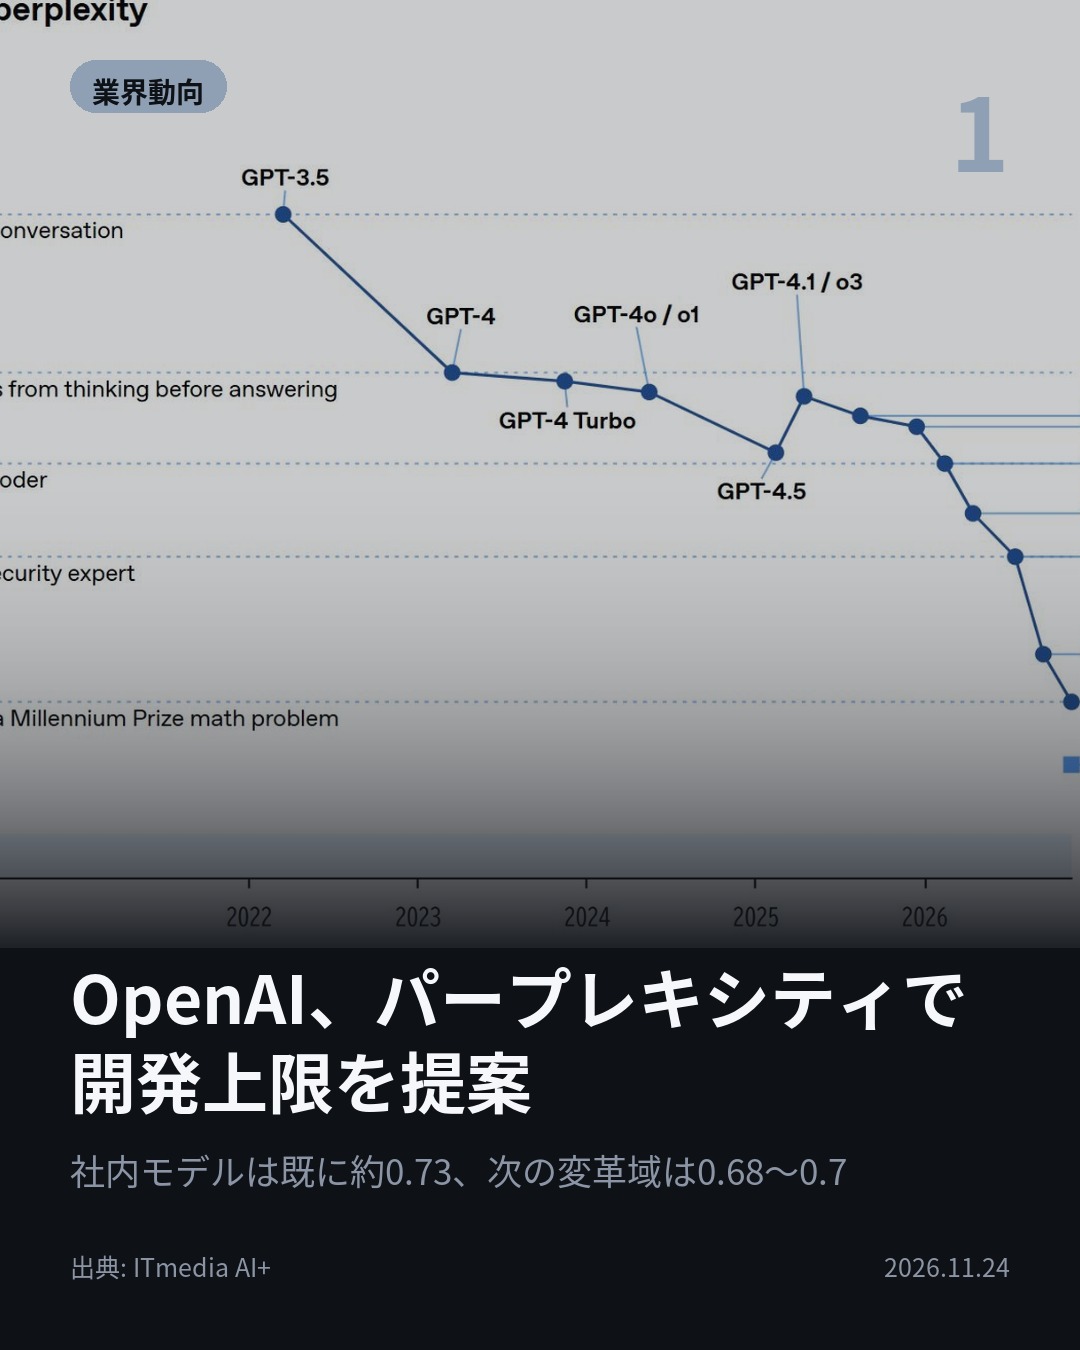 perplexity
業界動向
1
GPT-3.5
onversation
GPT-4.1 / o3
GPT-4
GPT-4o / o1
s from thinking before answering
GPT-4 Turbo
oder
GPT-4.5
ecurity expert
a Millennium Prize math problem
2022
2023
2024
2025
2026
OpenAI、パープレキシティで
開発上限を提案
社内モデルは既に約0.73、次の変革域は0.68〜0.7
出典: ITmedia AI+
2026.11.24